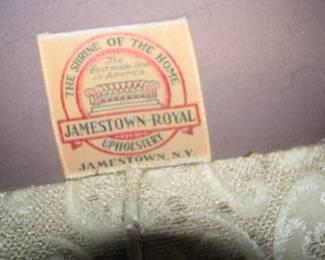 THE SHRINE OF THE HOME
The
Best made line
in America
JAMESTOWN-ROYAL
UPHOLSTERY
JAMESTOWN, N.Y.